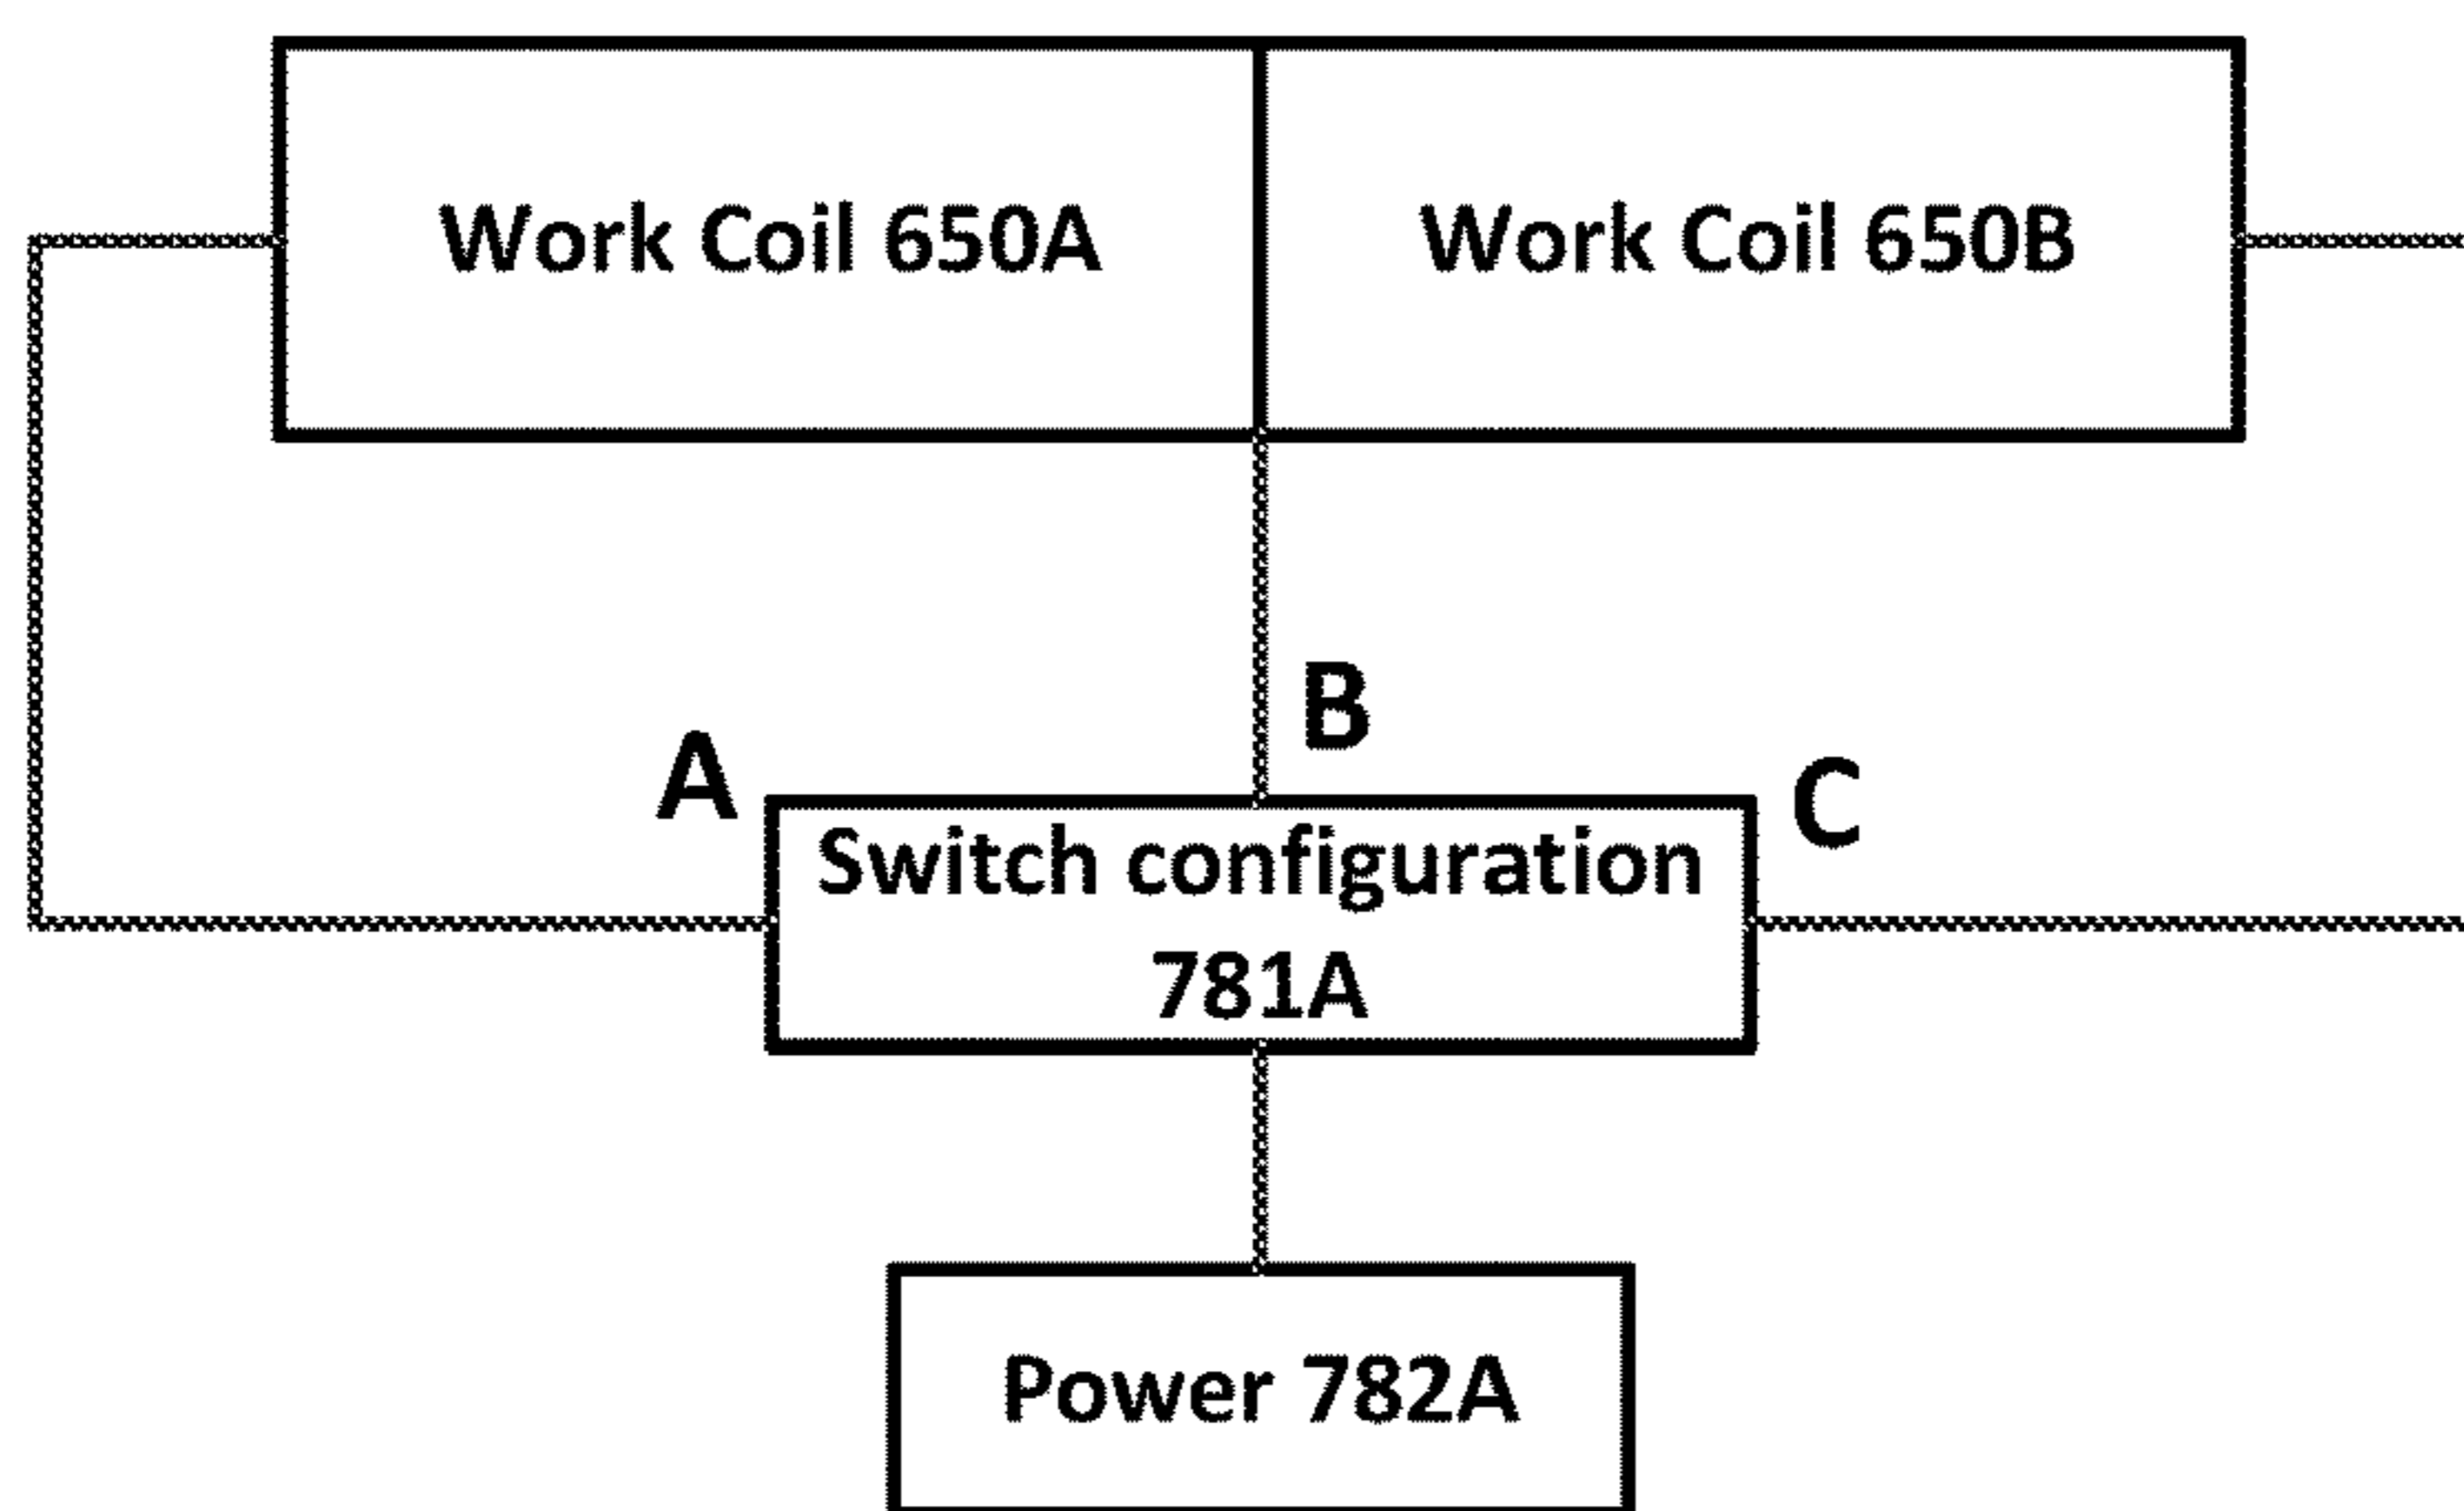 Work Coil 650A
Work Coil 650B
B
A
C
Switch configuration
781A
Power 782A